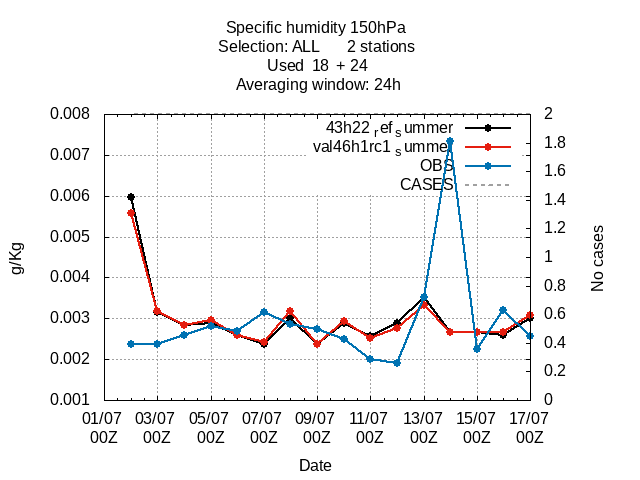 Specific humidity 150hPa
Selection: ALL 2 stations
Used 18 + 24
Averaging window: 24h
0.008
0.007
0.006
0.005
0.004
0.003
0.002
0.001
g/Kg
43h22_ref_summer
val46h1rc1_summer
OBS
CASES
2
1.8
1.6
1.4
1.2
1
0.8
0.6
0.4
0.2
0
No cases
01/07 03/07 05/07 07/07 09/07 11/07 13/07 15/07 17/07
00Z 00Z 00Z 00Z 00Z 00Z 00Z 00Z 00Z
Date